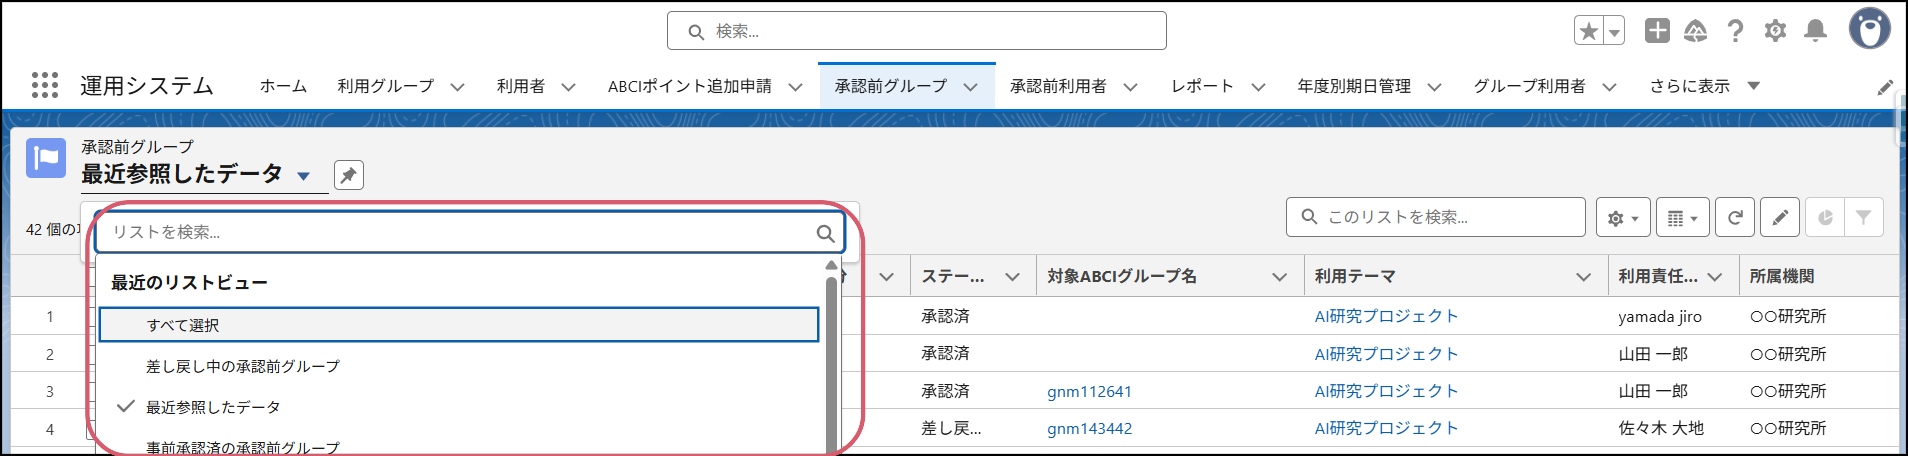 検索...
運用システム ホーム 利用グループ 利用者 ABCIポイント追加申請 承認前グループ 承認前利用者 レポート 年度別期日管理 グループ利用者 さらに表示
承認前グループ
最近参照したデータ
42 個の
リストを検索...
このリストを検索...
最近のリストビュー
すべて選択
差し戻し中の承認前グループ
最近参照したデータ
事前承認済の承認前グループ
ステー... 対象ABCIグループ名 利用テーマ 利用責任... 所属機関
1 承認済 AI研究プロジェクト yamada jiro 〇〇研究所
2 承認済 AI研究プロジェクト 山田 一郎 〇〇研究所
3 承認済 gnm112641 AI研究プロジェクト 山田 一郎 〇〇研究所
4 差し戻... gnm143442 AI研究プロジェクト 佐々木 大地 〇〇研究所